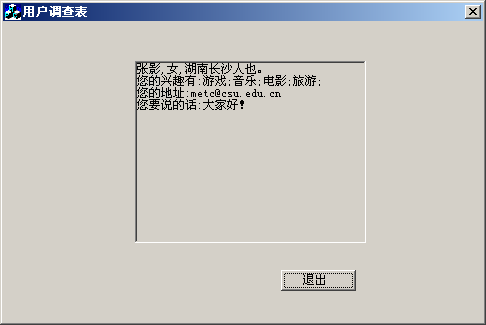 用户调查表
张影,女,湖南长沙人也。
您的兴趣有:游戏;音乐;电影;旅游;
您的地址:metc@csu.edu.cn
您要说的话:大家好!
退出